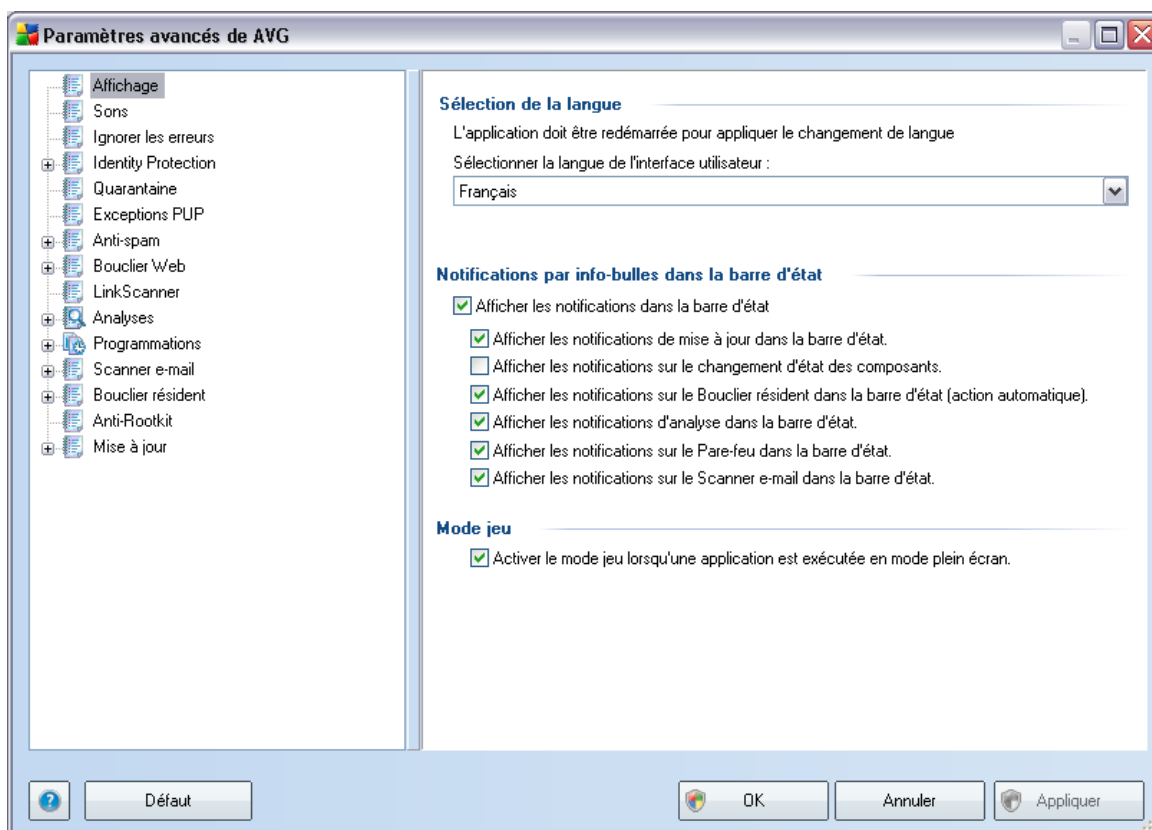 Paramètres avancés de AVG
Affichage
Sons
Ignorer les erreurs
Identity Protection
Quarantaine
Exceptions PUP
Anti-spam
Bouclier Web
LinkScanner
Analyses
Programmations
Scanner e-mail
Bouclier résident
Anti-Rootkit
Mise à jour
Sélection de la langue
L'application doit être redémarrée pour appliquer le changement de langue
Sélectionner la langue de l'interface utilisateur :
Français
Notifications par info-bulles dans la barre d'état
Afficher les notifications dans la barre d'état
Afficher les notifications de mise à jour dans la barre d'état.
Afficher les notifications sur le changement d'état des composants.
Afficher les notifications sur le Bouclier résident dans la barre d'état (action automatique).
Afficher les notifications d'analyse dans la barre d'état.
Afficher les notifications sur le Pare-feu dans la barre d'état.
Afficher les notifications sur le Scanner e-mail dans la barre d'état.
Mode jeu
Activer le mode jeu lorsqu'une application est exécutée en mode plein écran.
Défaut
OK
Annuler
Appliquer